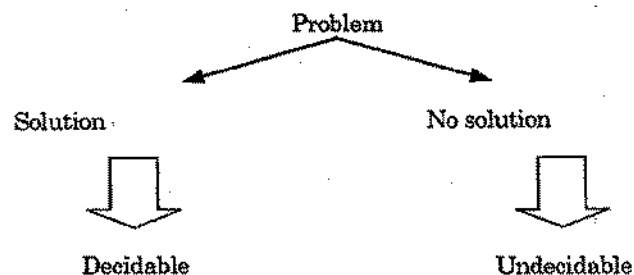 Problem
Solution
No solution
Decidable
Undecidable